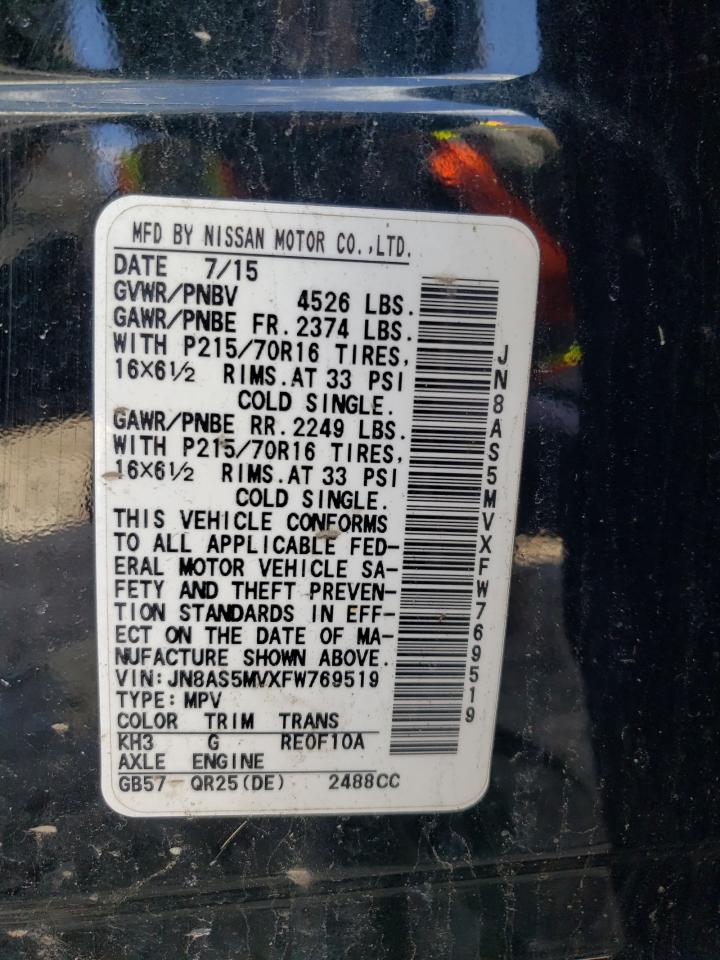 MFD BY NISSAN MOTOR CO.,LTD.
DATE 7/15
GVWR/PNBV 4526 LBS.
GAWR/PNBE FR. 2374 LBS.
WITH P215/70R16 TIRES,
16X6½ RIMS. AT 33 PSI
COLD SINGLE.
GAWR/PNBE RR. 2249 LBS.
WITH P215/70R16 TIRES,
16X6½ RIMS. AT 33 PSI
COLD SINGLE.
THIS VEHICLE CONFORMS
TO ALL APPLICABLE FED-
ERAL MOTOR VEHICLE SA-
FETY AND THEFT PREVEN-
TION STANDARDS IN EFF-
ECT ON THE DATE OF MA-
NUFACTURE SHOWN ABOVE.
VIN: JN8AS5MVXFW769519
TYPE: MPV
COLOR TRIM TRANS
KH3 G RE0F10A
AXLE ENGINE
GB57 QR25(DE) 2488CC
JN8AS5MVXFW769519